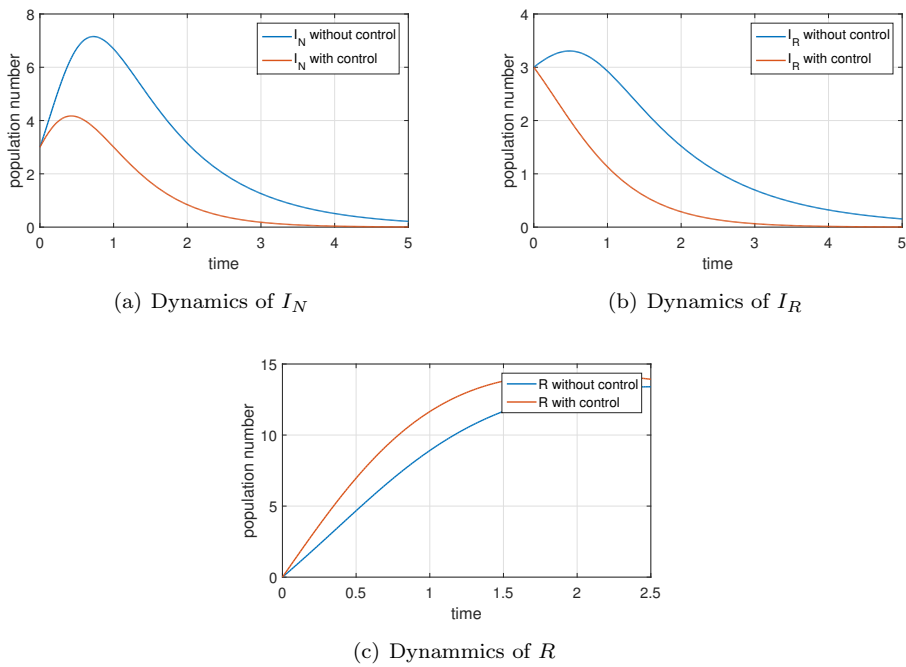 8
6
4
2
0
population number
I_N without control
I_N with control
0 1 2 3 4 5
time
(a) Dynamics of I_N
4
3
2
1
0
population number
I_R without control
I_R with control
0 1 2 3 4 5
time
(b) Dynamics of I_R
15
10
5
0
population number
R without control
R with control
0 0.5 1 1.5 2 2.5
time
(c) Dynammics of R